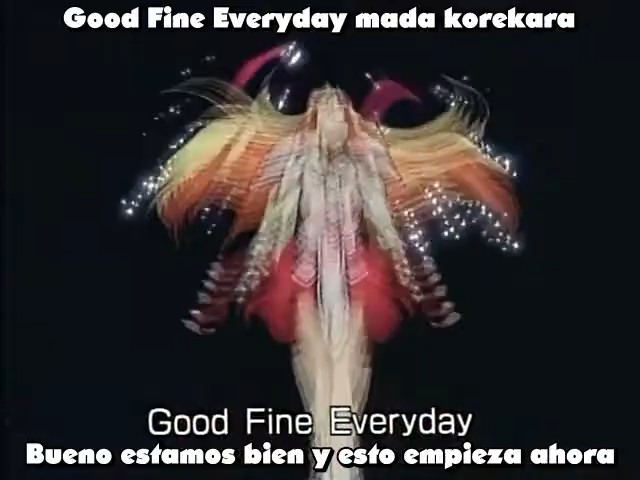 Good Fine Everyday mada korekara
Good Fine Everyday
Bueno estamos bien y esto empieza ahora